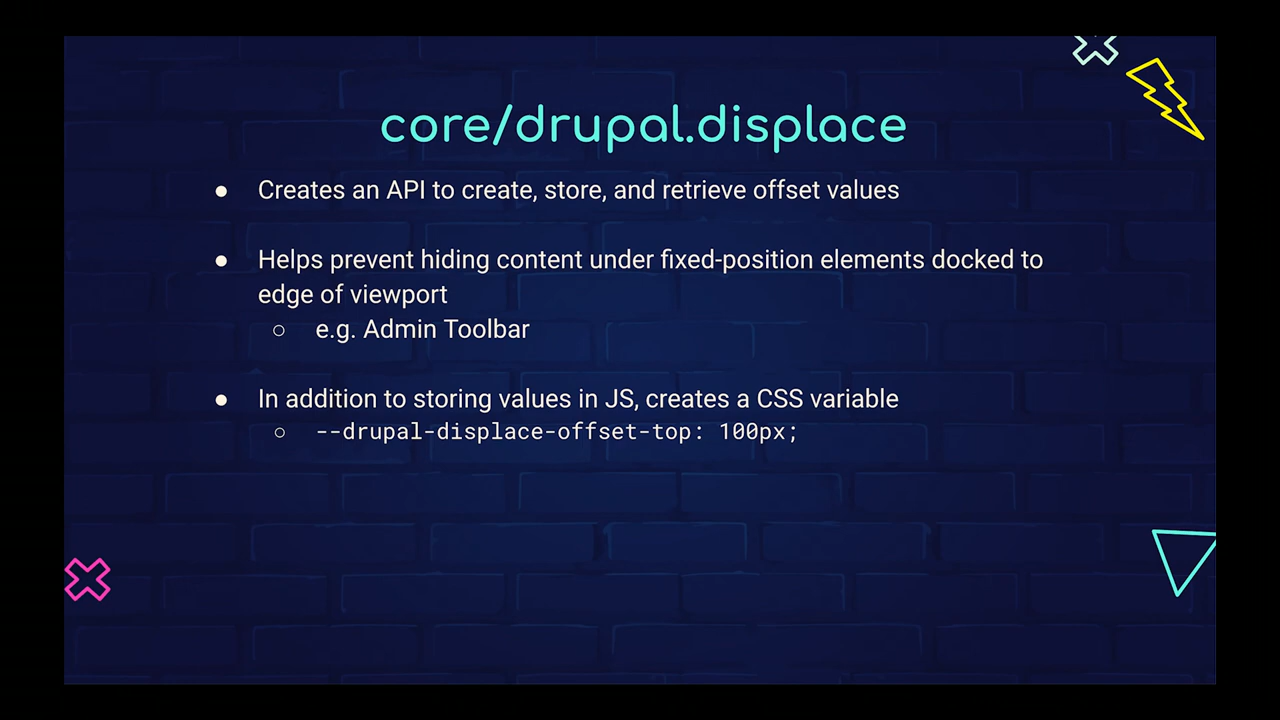 core/drupal.displace
● Creates an API to create, store, and retrieve offset values
● Helps prevent hiding content under fixed-position elements docked to
edge of viewport
○ e.g. Admin Toolbar
● In addition to storing values in JS, creates a CSS variable
○ --drupal-displace-offset-top: 100px;